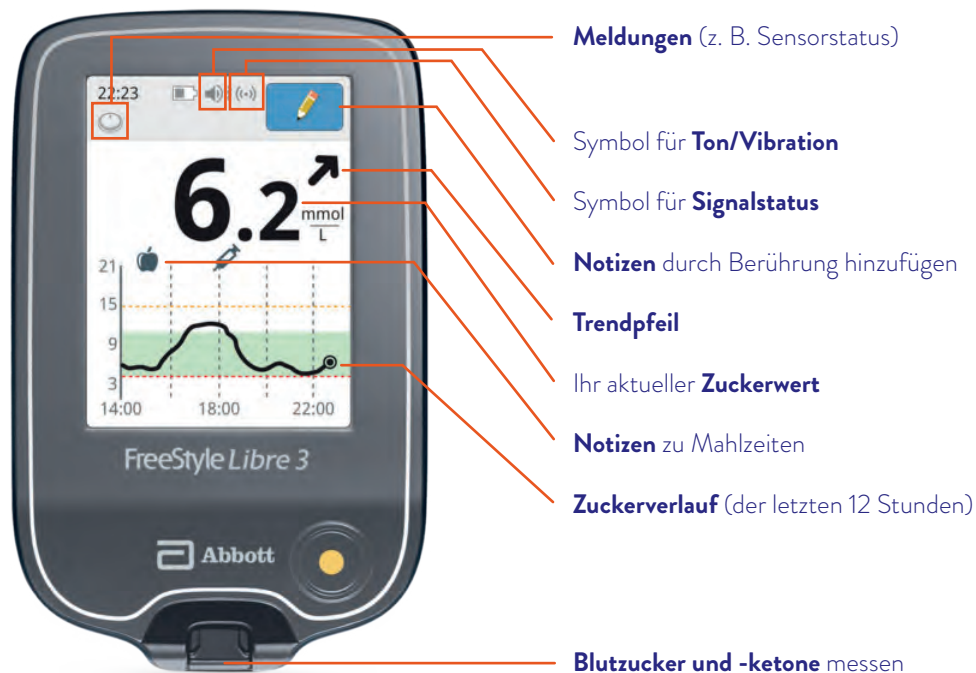 Meldungen (z. B. Sensorstatus)
22:23
Symbol für Ton/Vibration
6.2 mmol
L
Symbol für Signalstatus
Notizen durch Berührung hinzufügen
21
15
9
3
14:00 18:00 22:00
Trendpfeil
Ihr aktueller Zuckerwert
Notizen zu Mahlzeiten
FreeStyle Libre 3
Zuckerverlauf (der letzten 12 Stunden)
Abbott
Blutzucker und -ketone messen